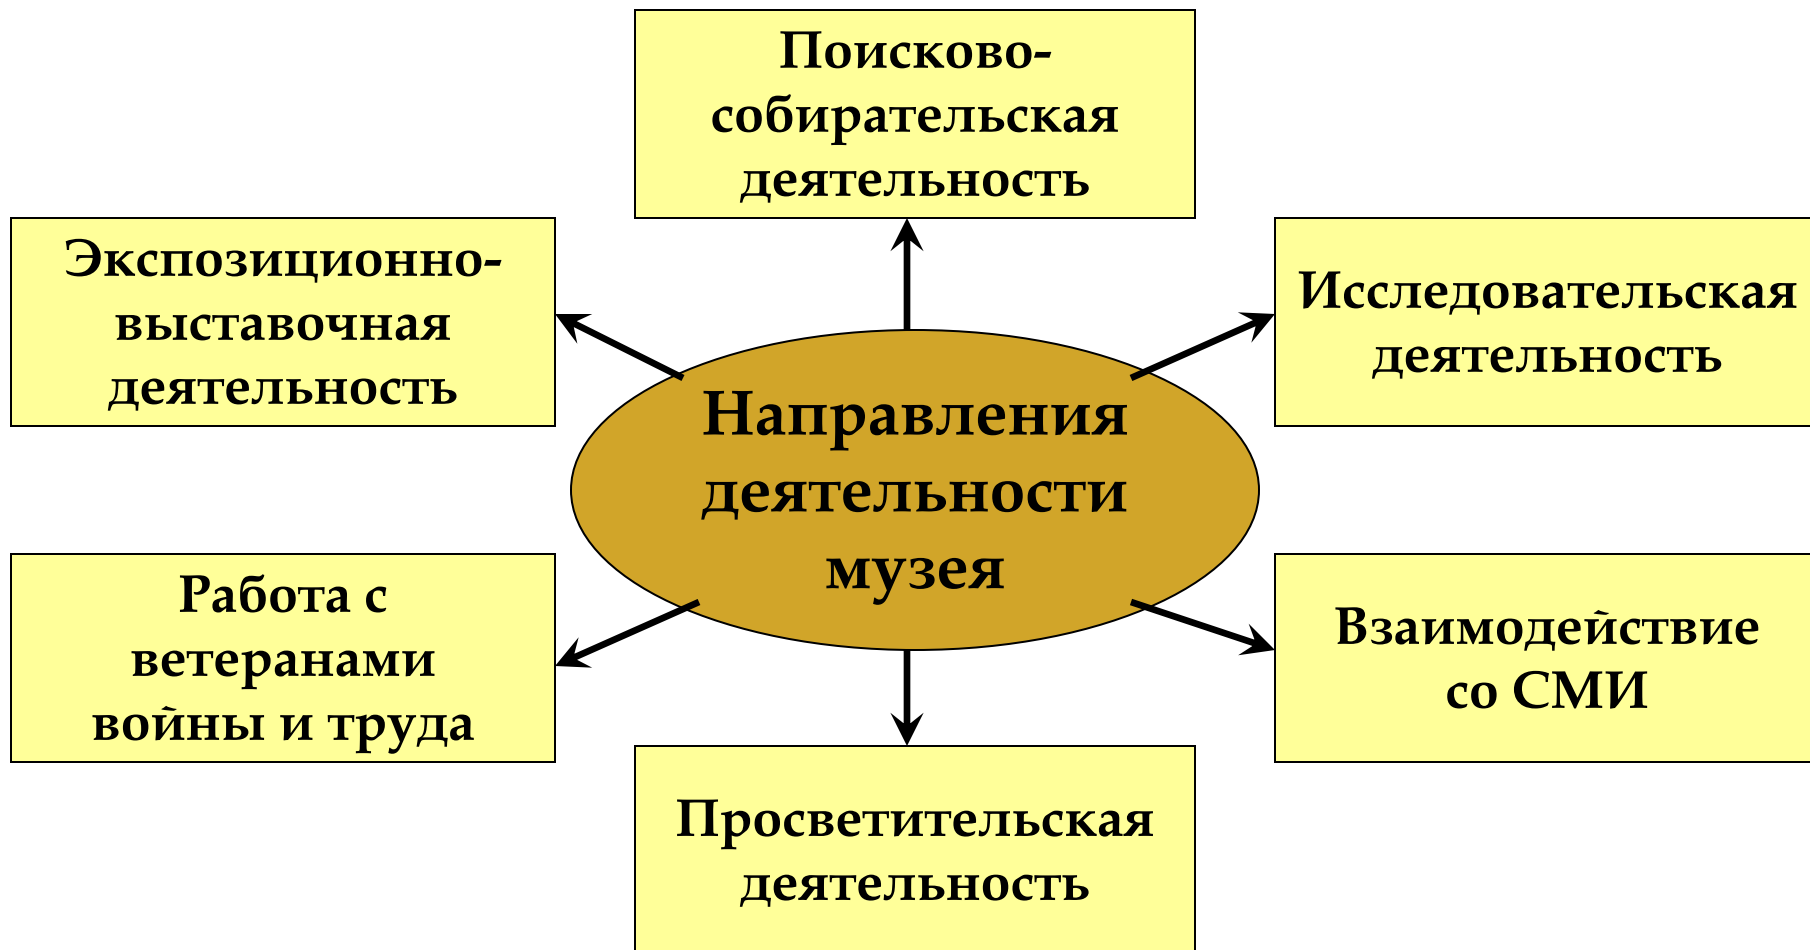 Поисково-
собирательская
деятельность
Экспозиционно-
выставочная
деятельность
Исследовательская
деятельность
Направления
деятельности
музея
Работа с
ветеранами
войны и труда
Взаимодействие
со СМИ
Просветительская
деятельность